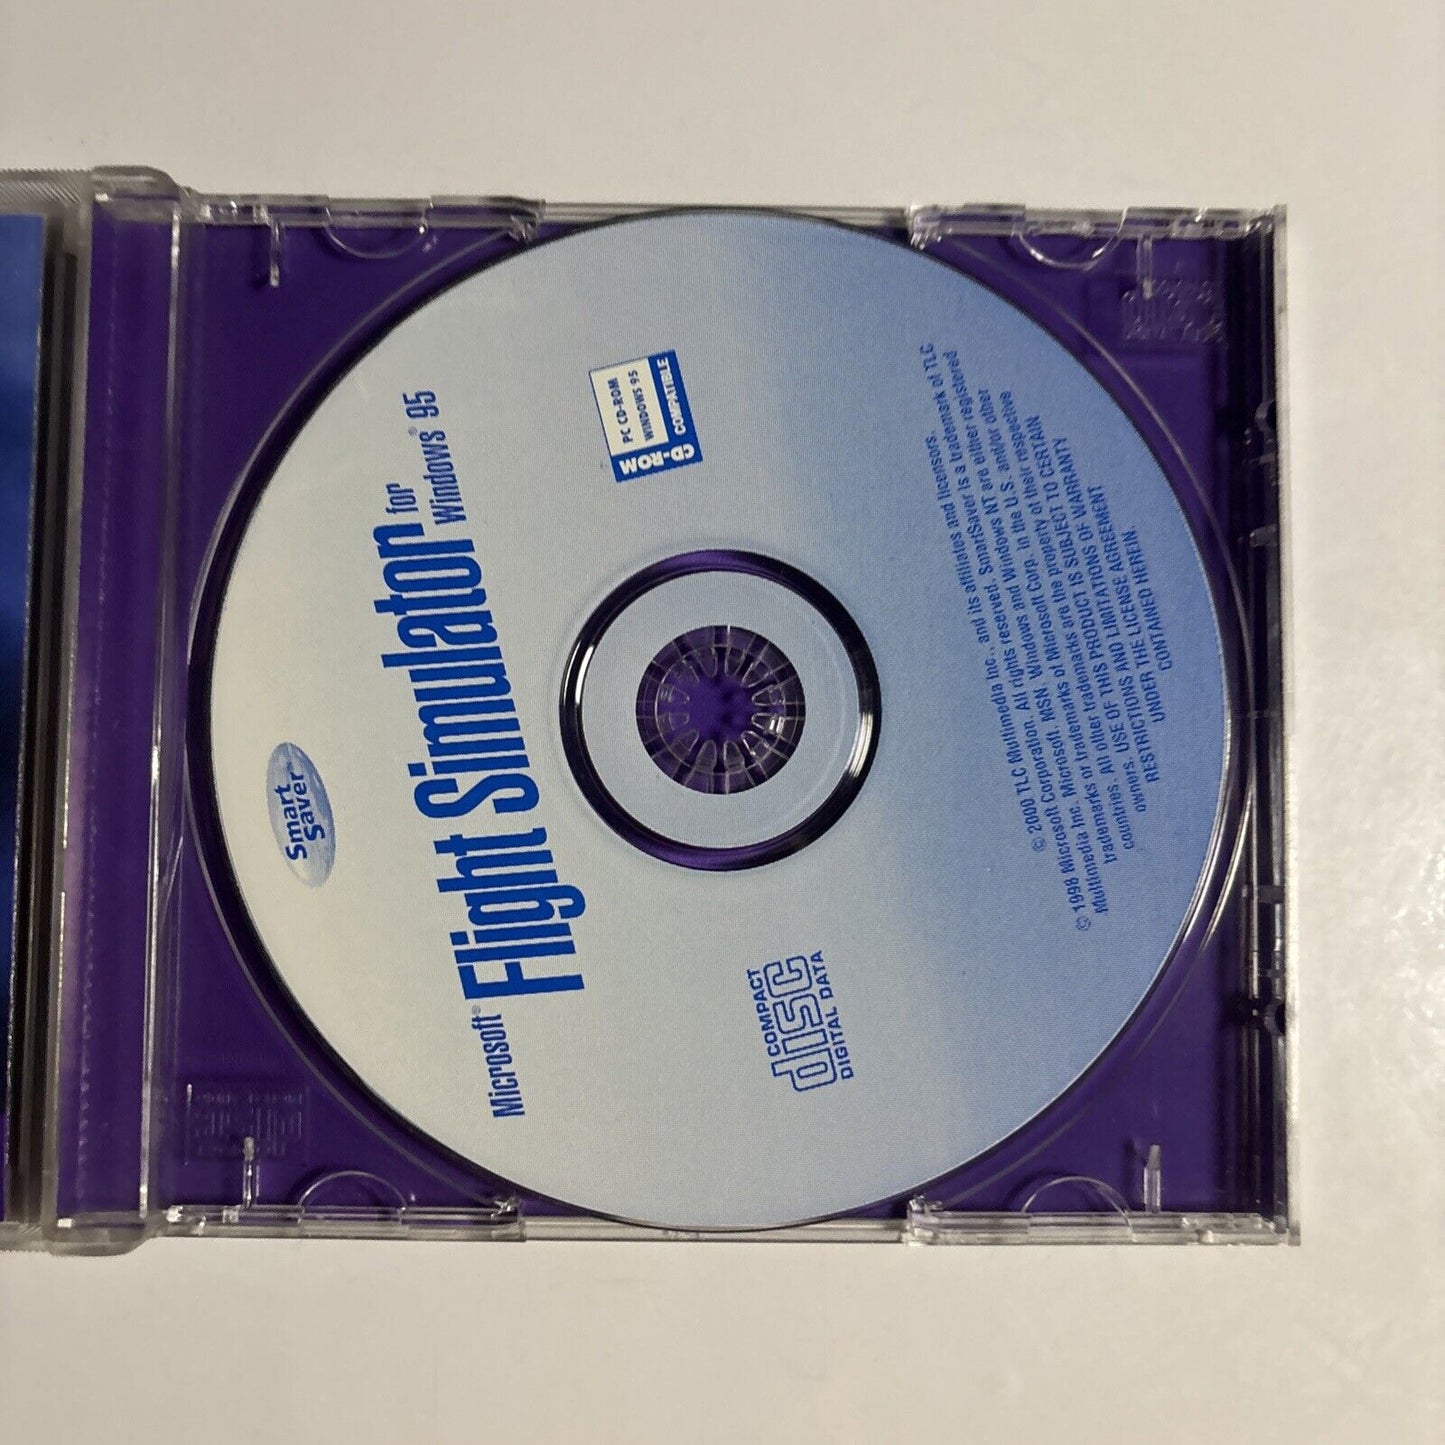 Smart
Saver™
Microsoft®
Flight Simulator for
Windows® 95
COMPACT
disc
DIGITAL DATA
PC CD-ROM
WINDOWS 95
CD-ROM
COMPATIBLE
© 2000 TLC Multimedia Inc., and its affiliates and licensors.
© 1998 Microsoft Corporation. All rights reserved. SmartSaver is a trademark of TLC
Multimedia Inc. Microsoft, MSN, Windows and Windows NT are either registered
trademarks or trademarks of Microsoft Corp. in the U.S. and/or other
countries. All other trademarks are the property of their respective
owners. USE OF THIS PRODUCT IS SUBJECT TO CERTAIN
RESTRICTIONS AND LIMITATIONS OF WARRANTY
UNDER THE LICENSE AGREEMENT
CONTAINED HEREIN.